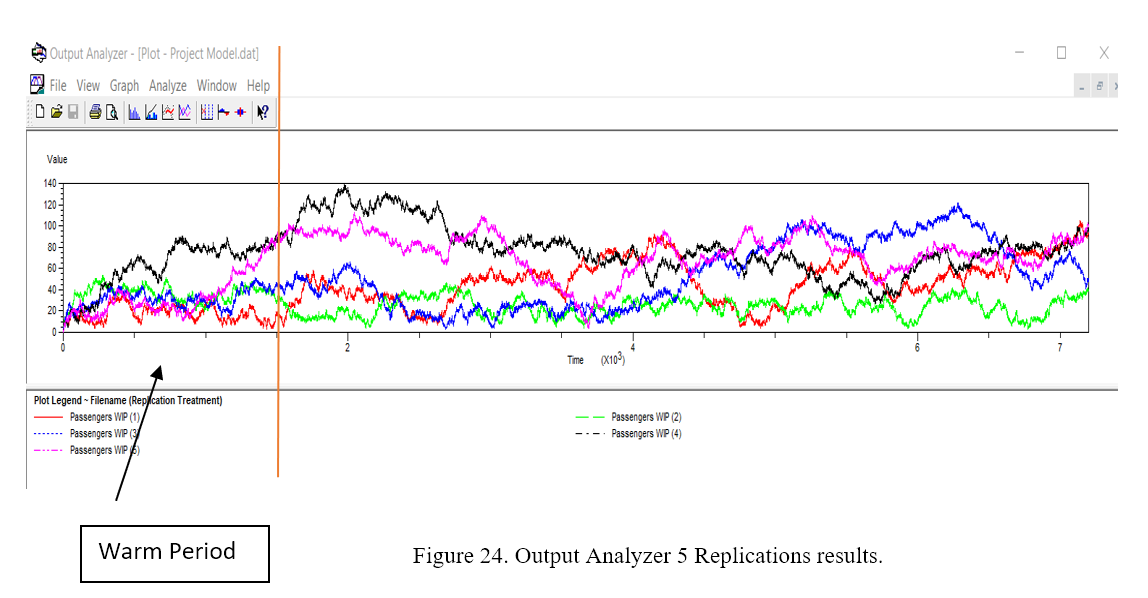 Output Analyzer - [Plot - Project Model.dat]
File View Graph Analyze Window Help
Value
140
120
100
80
60
40
20
0
0 2 4 6 7
Time (X10³)
Plot Legend ~ Filename (Replication Treatment)
Passengers WIP (1) Passengers WIP (2)
Passengers WIP (3) Passengers WIP (4)
Passengers WIP (5)
Warm Period
Figure 24. Output Analyzer 5 Replications results.